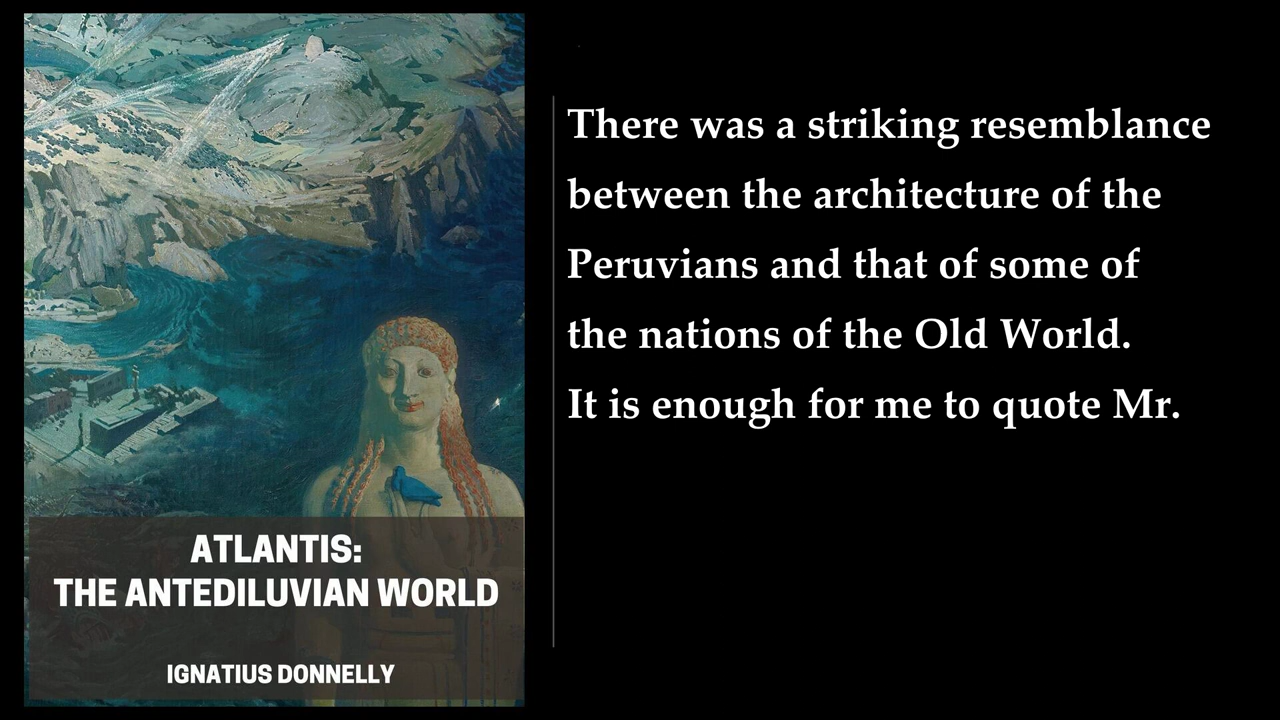 There was a striking resemblance
between the architecture of the
Peruvians and that of some of
the nations of the Old World.
It is enough for me to quote Mr.
ATLANTIS:
THE ANTEDILUVIAN WORLD
IGNATIUS DONNELLY